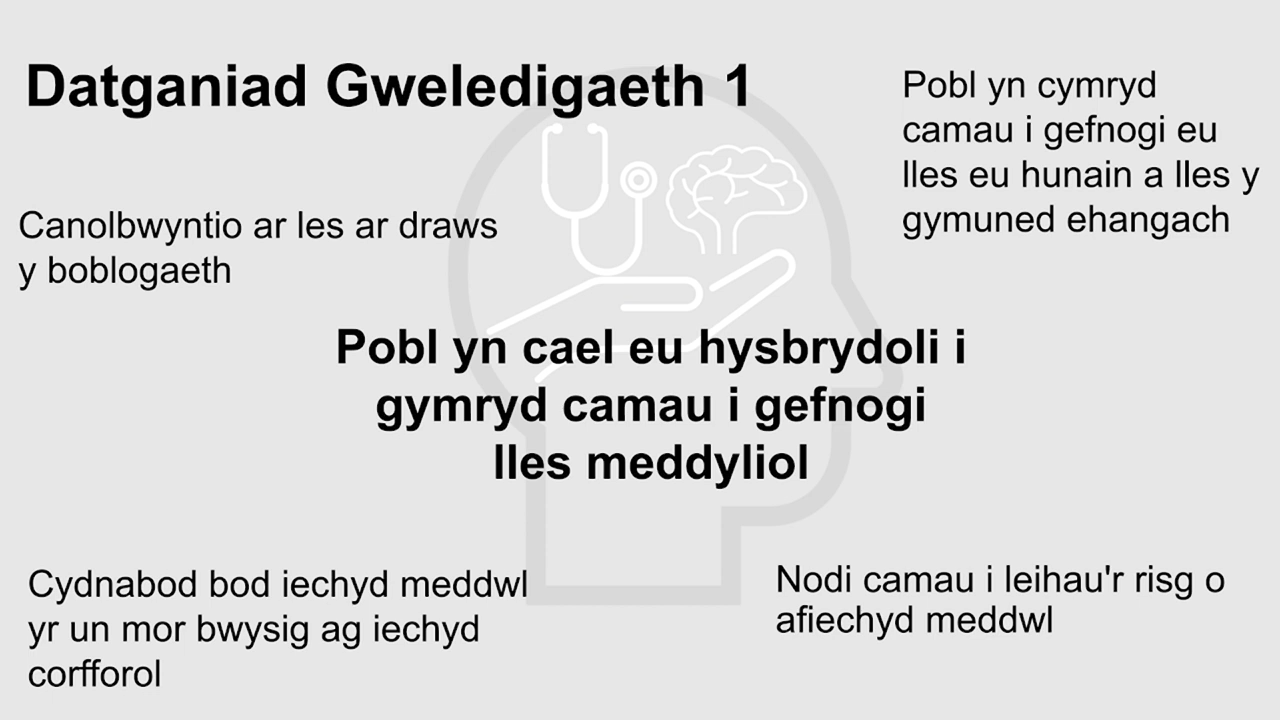 Datganiad Gweledigaeth 1
Pobl yn cymryd
camau i gefnogi eu
lles eu hunain a lles y
gymuned ehangach
Canolbwyntio ar les ar draws
y boblogaeth
Pobl yn cael eu hysbrydoli i
gymryd camau i gefnogi
lles meddyliol
Cydnabod bod iechyd meddwl
yr un mor bwysig ag iechyd
corfforol
Nodi camau i leihau'r risg o
afiechyd meddwl